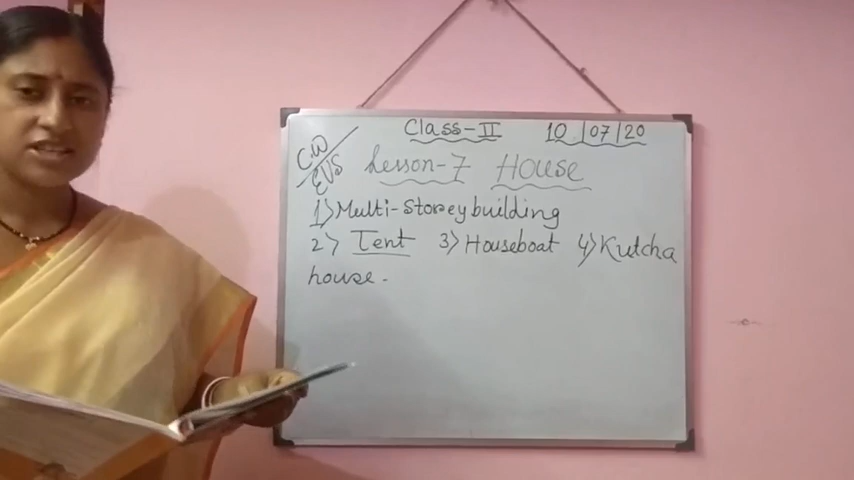 Class-II 10/07/20
C.W/EVS Lesson-7 House
1) Multi-Storey building
2) Tent 3) Houseboat 4) Kutcha
house.